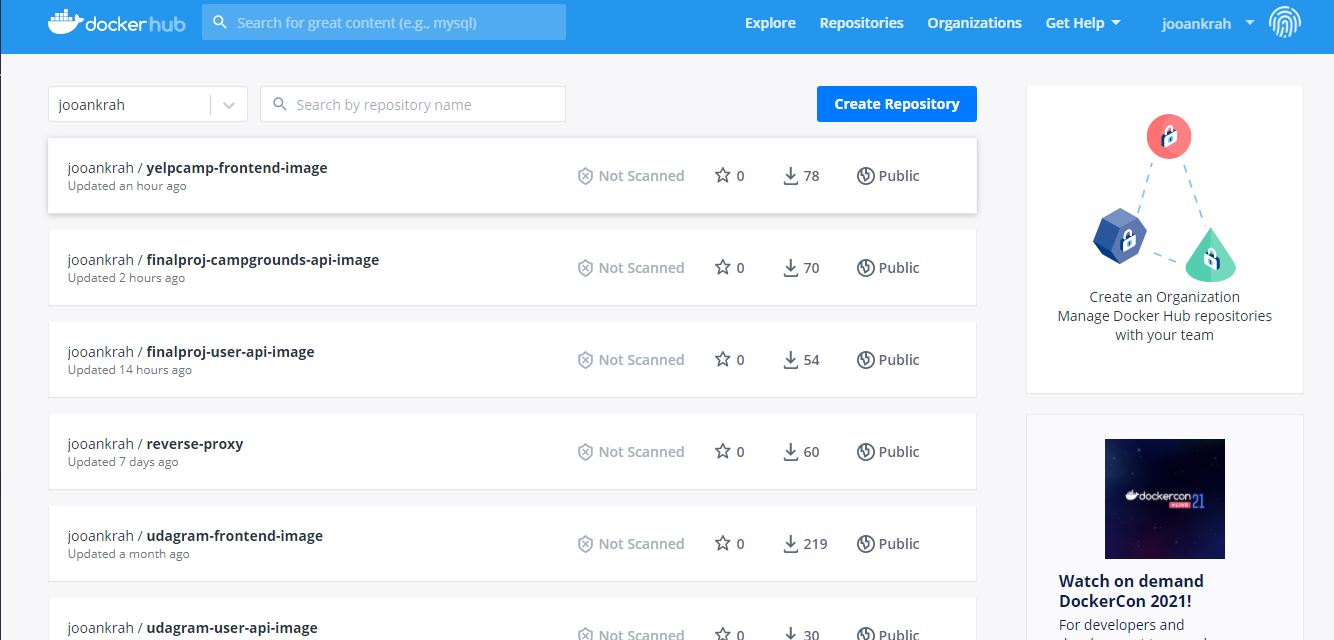 dockerhub
Search for great content (e.g., mysql)
Explore
Repositories
Organizations
Get Help
jooankrah
jooankrah
Search by repository name
Create Repository
jooankrah / yelpcamp-frontend-image
Updated an hour ago
Not Scanned
0
78
Public
jooankrah / finalproj-campgrounds-api-image
Updated 2 hours ago
Not Scanned
0
70
Public
jooankrah / finalproj-user-api-image
Updated 14 hours ago
Not Scanned
0
54
Public
jooankrah / reverse-proxy
Updated 7 days ago
Not Scanned
0
60
Public
jooankrah / udagram-frontend-image
Updated a month ago
Not Scanned
0
219
Public
jooankrah / udagram-user-api-image
Not Scanned
0
30
Public
Create an Organization
Manage Docker Hub repositories
with your team
dockercon
LIVE 21
Watch on demand
DockerCon 2021!
For developers and